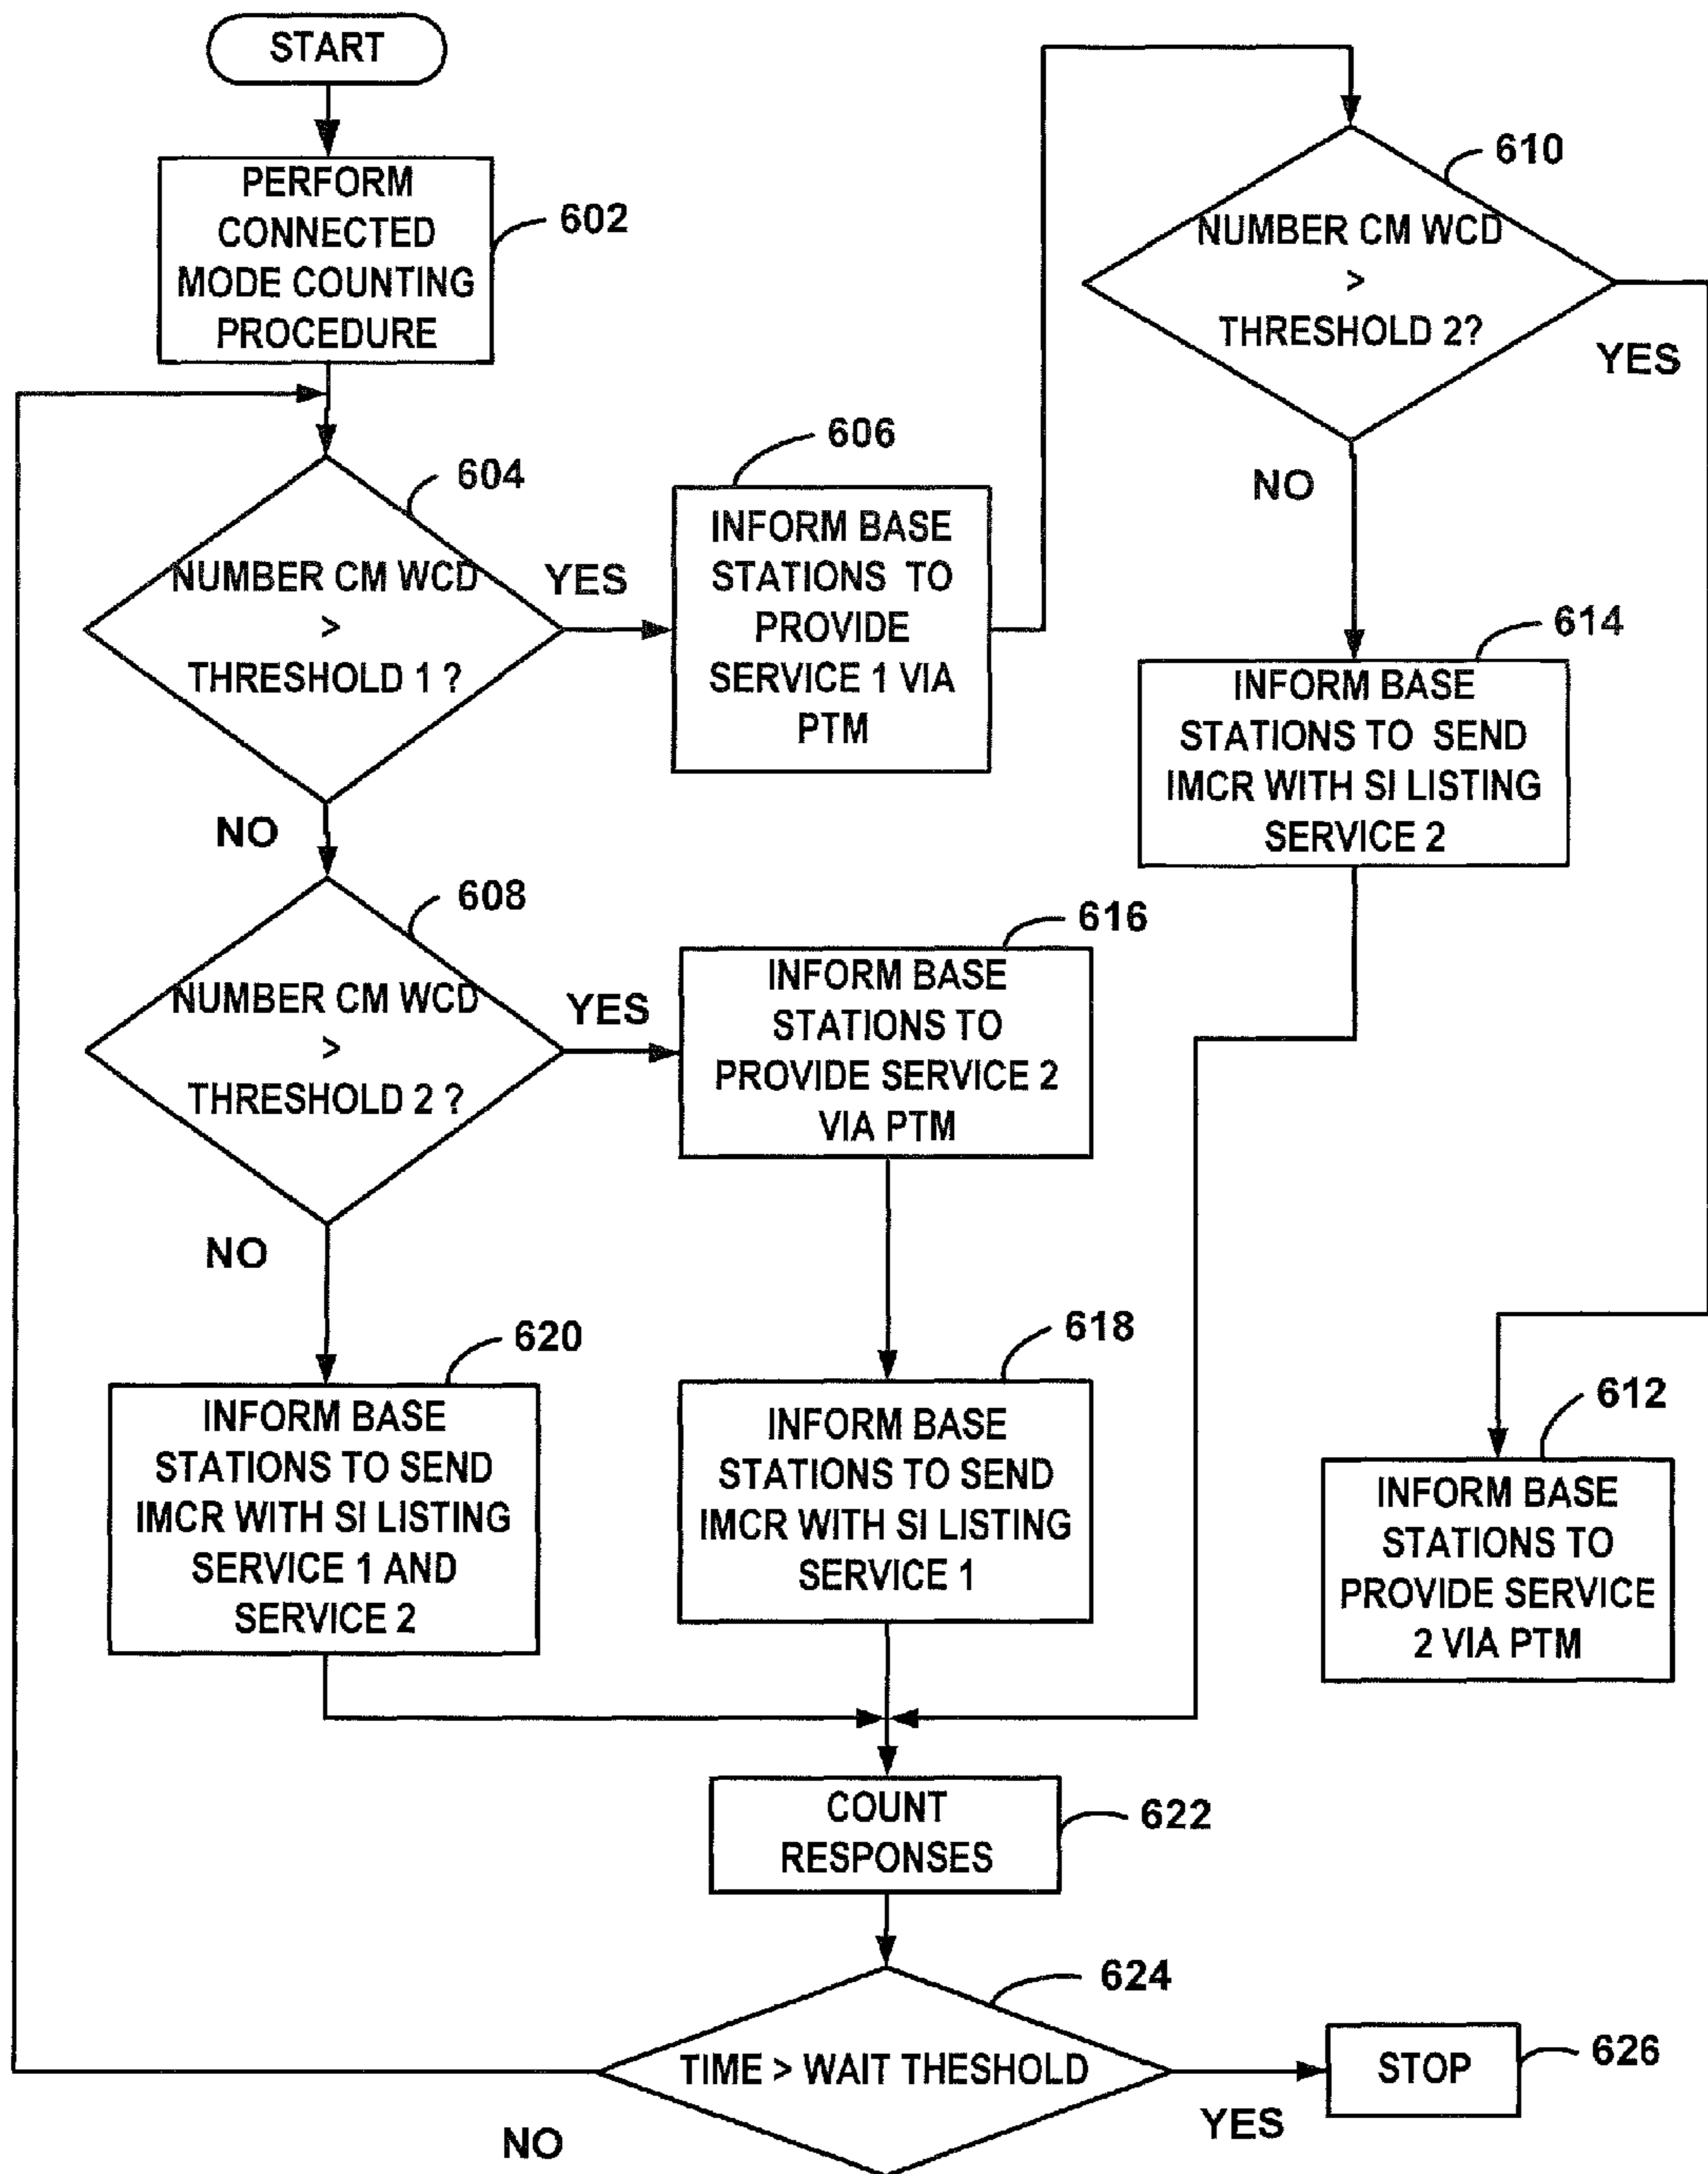 START
PERFORM
CONNECTED
MODE COUNTING
PROCEDURE
602
604
NUMBER CM WCD
>
THRESHOLD 1 ?
YES
NO
606
INFORM BASE
STATIONS TO
PROVIDE
SERVICE 1 VIA
PTM
610
NUMBER CM WCD
>
THRESHOLD 2?
YES
NO
614
INFORM BASE
STATIONS TO SEND
IMCR WITH SI LISTING
SERVICE 2
608
NUMBER CM WCD
>
THRESHOLD 2 ?
YES
NO
616
INFORM BASE
STATIONS TO
PROVIDE SERVICE 2
VIA PTM
620
INFORM BASE
STATIONS TO SEND
IMCR WITH SI LISTING
SERVICE 1 AND
SERVICE 2
618
INFORM BASE
STATIONS TO SEND
IMCR WITH SI LISTING
SERVICE 1
612
INFORM BASE
STATIONS TO
PROVIDE SERVICE
2 VIA PTM
COUNT
RESPONSES
622
624
TIME > WAIT THESHOLD
NO
YES
STOP
626